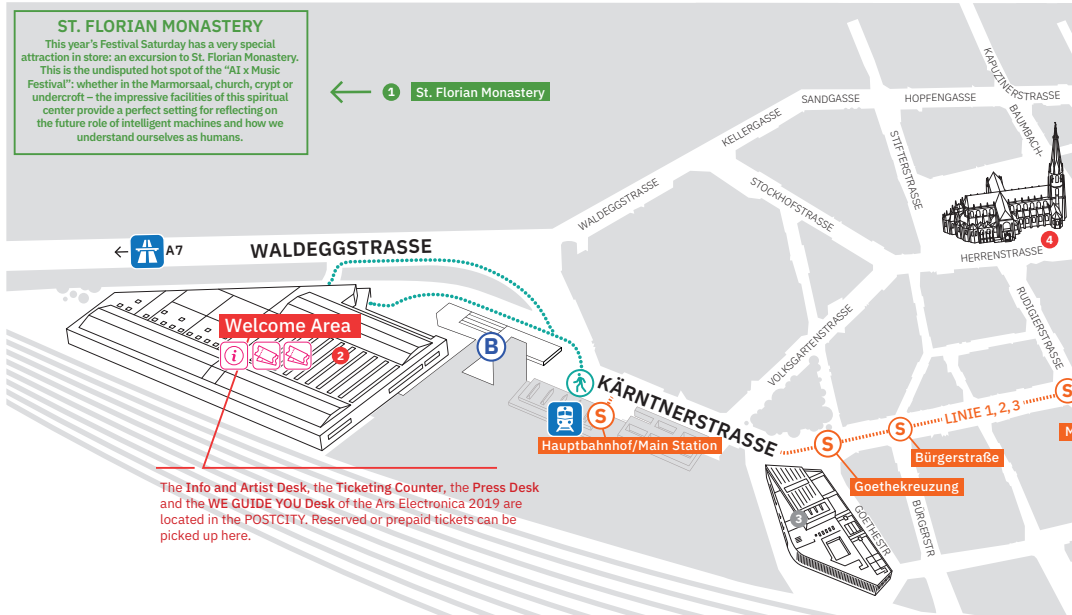 ST. FLORIAN MONASTERY
This year's Festival Saturday has a very special
attraction in store: an excursion to St. Florian Monastery.
This is the undisputed hot spot of the “AI x Music
Festival”: whether in the Marmorsaal, church, crypt or
undercroft – the impressive facilities of this spiritual
center provide a perfect setting for reflecting on
the future role of intelligent machines and how we
understand ourselves as humans.
1 St. Florian Monastery
KAPUZINERSTRASSE
SANDGASSE
HOPFENGASSE
BAUMBACH-
KELLERGASSE
STIFTERSTRASSE
STOCKHOFSTRASSE
WALDEGGSTRASSE
4
HERRENSTRASSE
A7
WALDEGGSTRASSE
RUDIGIERSTRASSE
VOLKSGARTENSTRASSE
Welcome Area
i
2
B
KÄRNTNERSTRASSE
S
Hauptbahnhof/Main Station
LINIE 1, 2, 3
S
M
S
Bürgerstraße
S
Goethekreuzung
3
GOETHESTR
BÜRGERSTR
The Info and Artist Desk, the Ticketing Counter, the Press Desk
and the WE GUIDE YOU Desk of the Ars Electronica 2019 are
located in the POSTCITY. Reserved or prepaid tickets can be
picked up here.